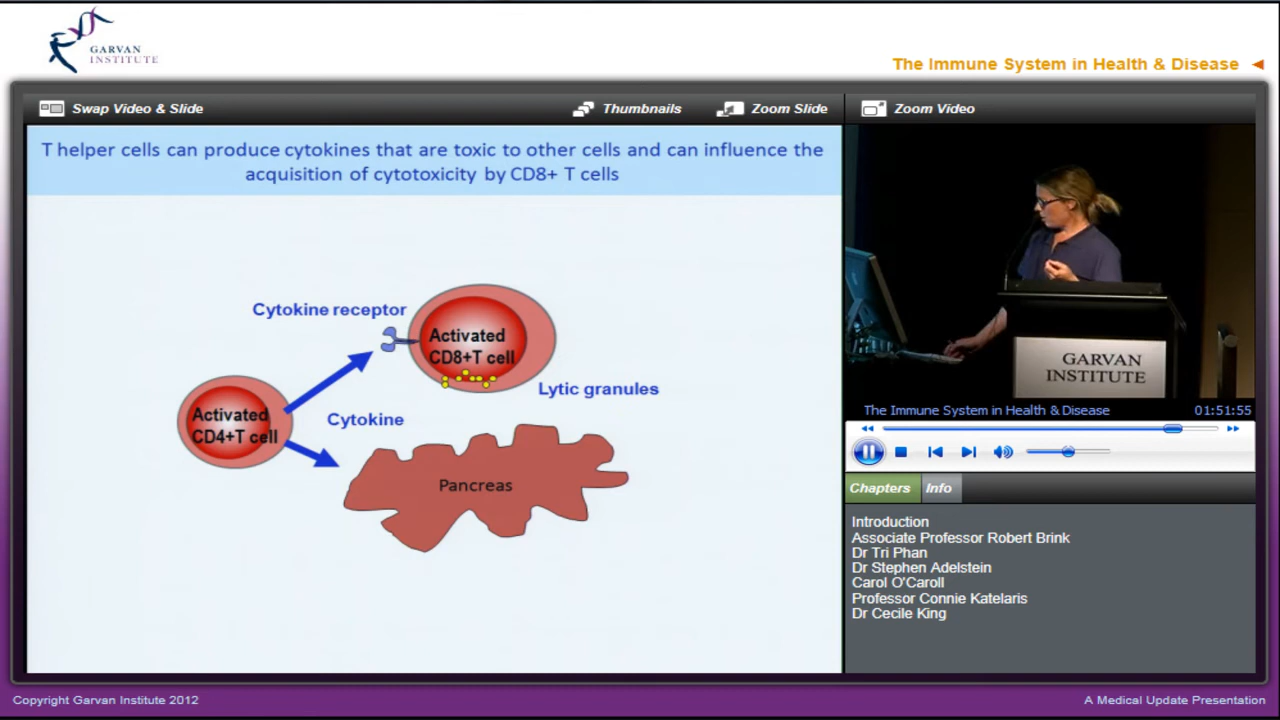 GARVAN
INSTITUTE
The Immune System in Health & Disease
Swap Video & Slide
Thumbnails
Zoom Slide
Zoom Video
T helper cells can produce cytokines that are toxic to other cells and can influence the
acquisition of cytotoxicity by CD8+ T cells
Cytokine receptor
Activated
CD8+T cell
Lytic granules
Activated
CD4+T cell
Cytokine
Pancreas
GARVAN
INSTITUTE
The Immune System in Health & Disease
01:51:55
Chapters
Info
Introduction
Associate Professor Robert Brink
Dr Tri Phan
Dr Stephen Adelstein
Carol O'Caroll
Professor Connie Katelaris
Dr Cecile King
Copyright Garvan Institute 2012
A Medical Update Presentation